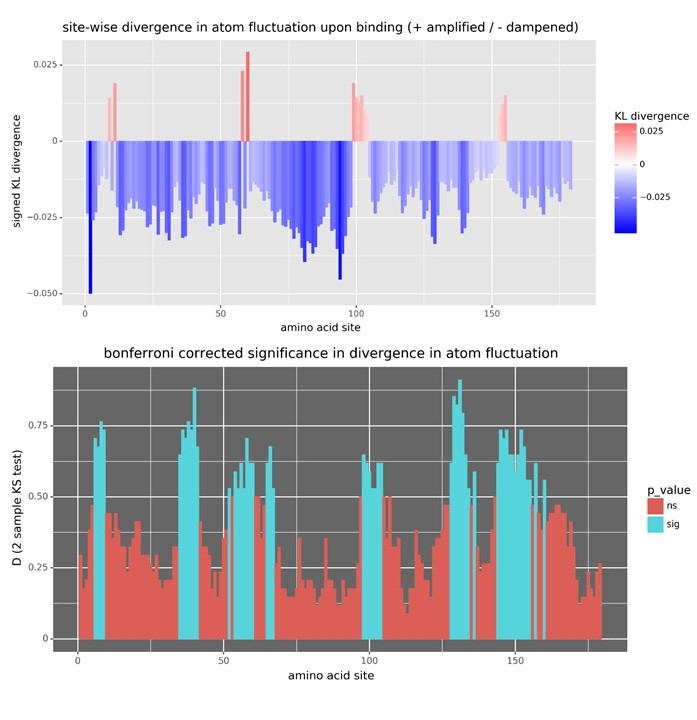 site-wise divergence in atom fluctuation upon binding (+ amplified / - dampened)
signed KL divergence
0.025
0
−0.025
−0.050
0
50
100
150
amino acid site
KL divergence
0.025
0
−0.025
bonferroni corrected significance in divergence in atom fluctuation
D (2 sample KS test)
0.75
0.50
0.25
0
0
50
100
150
amino acid site
p_value
ns
sig